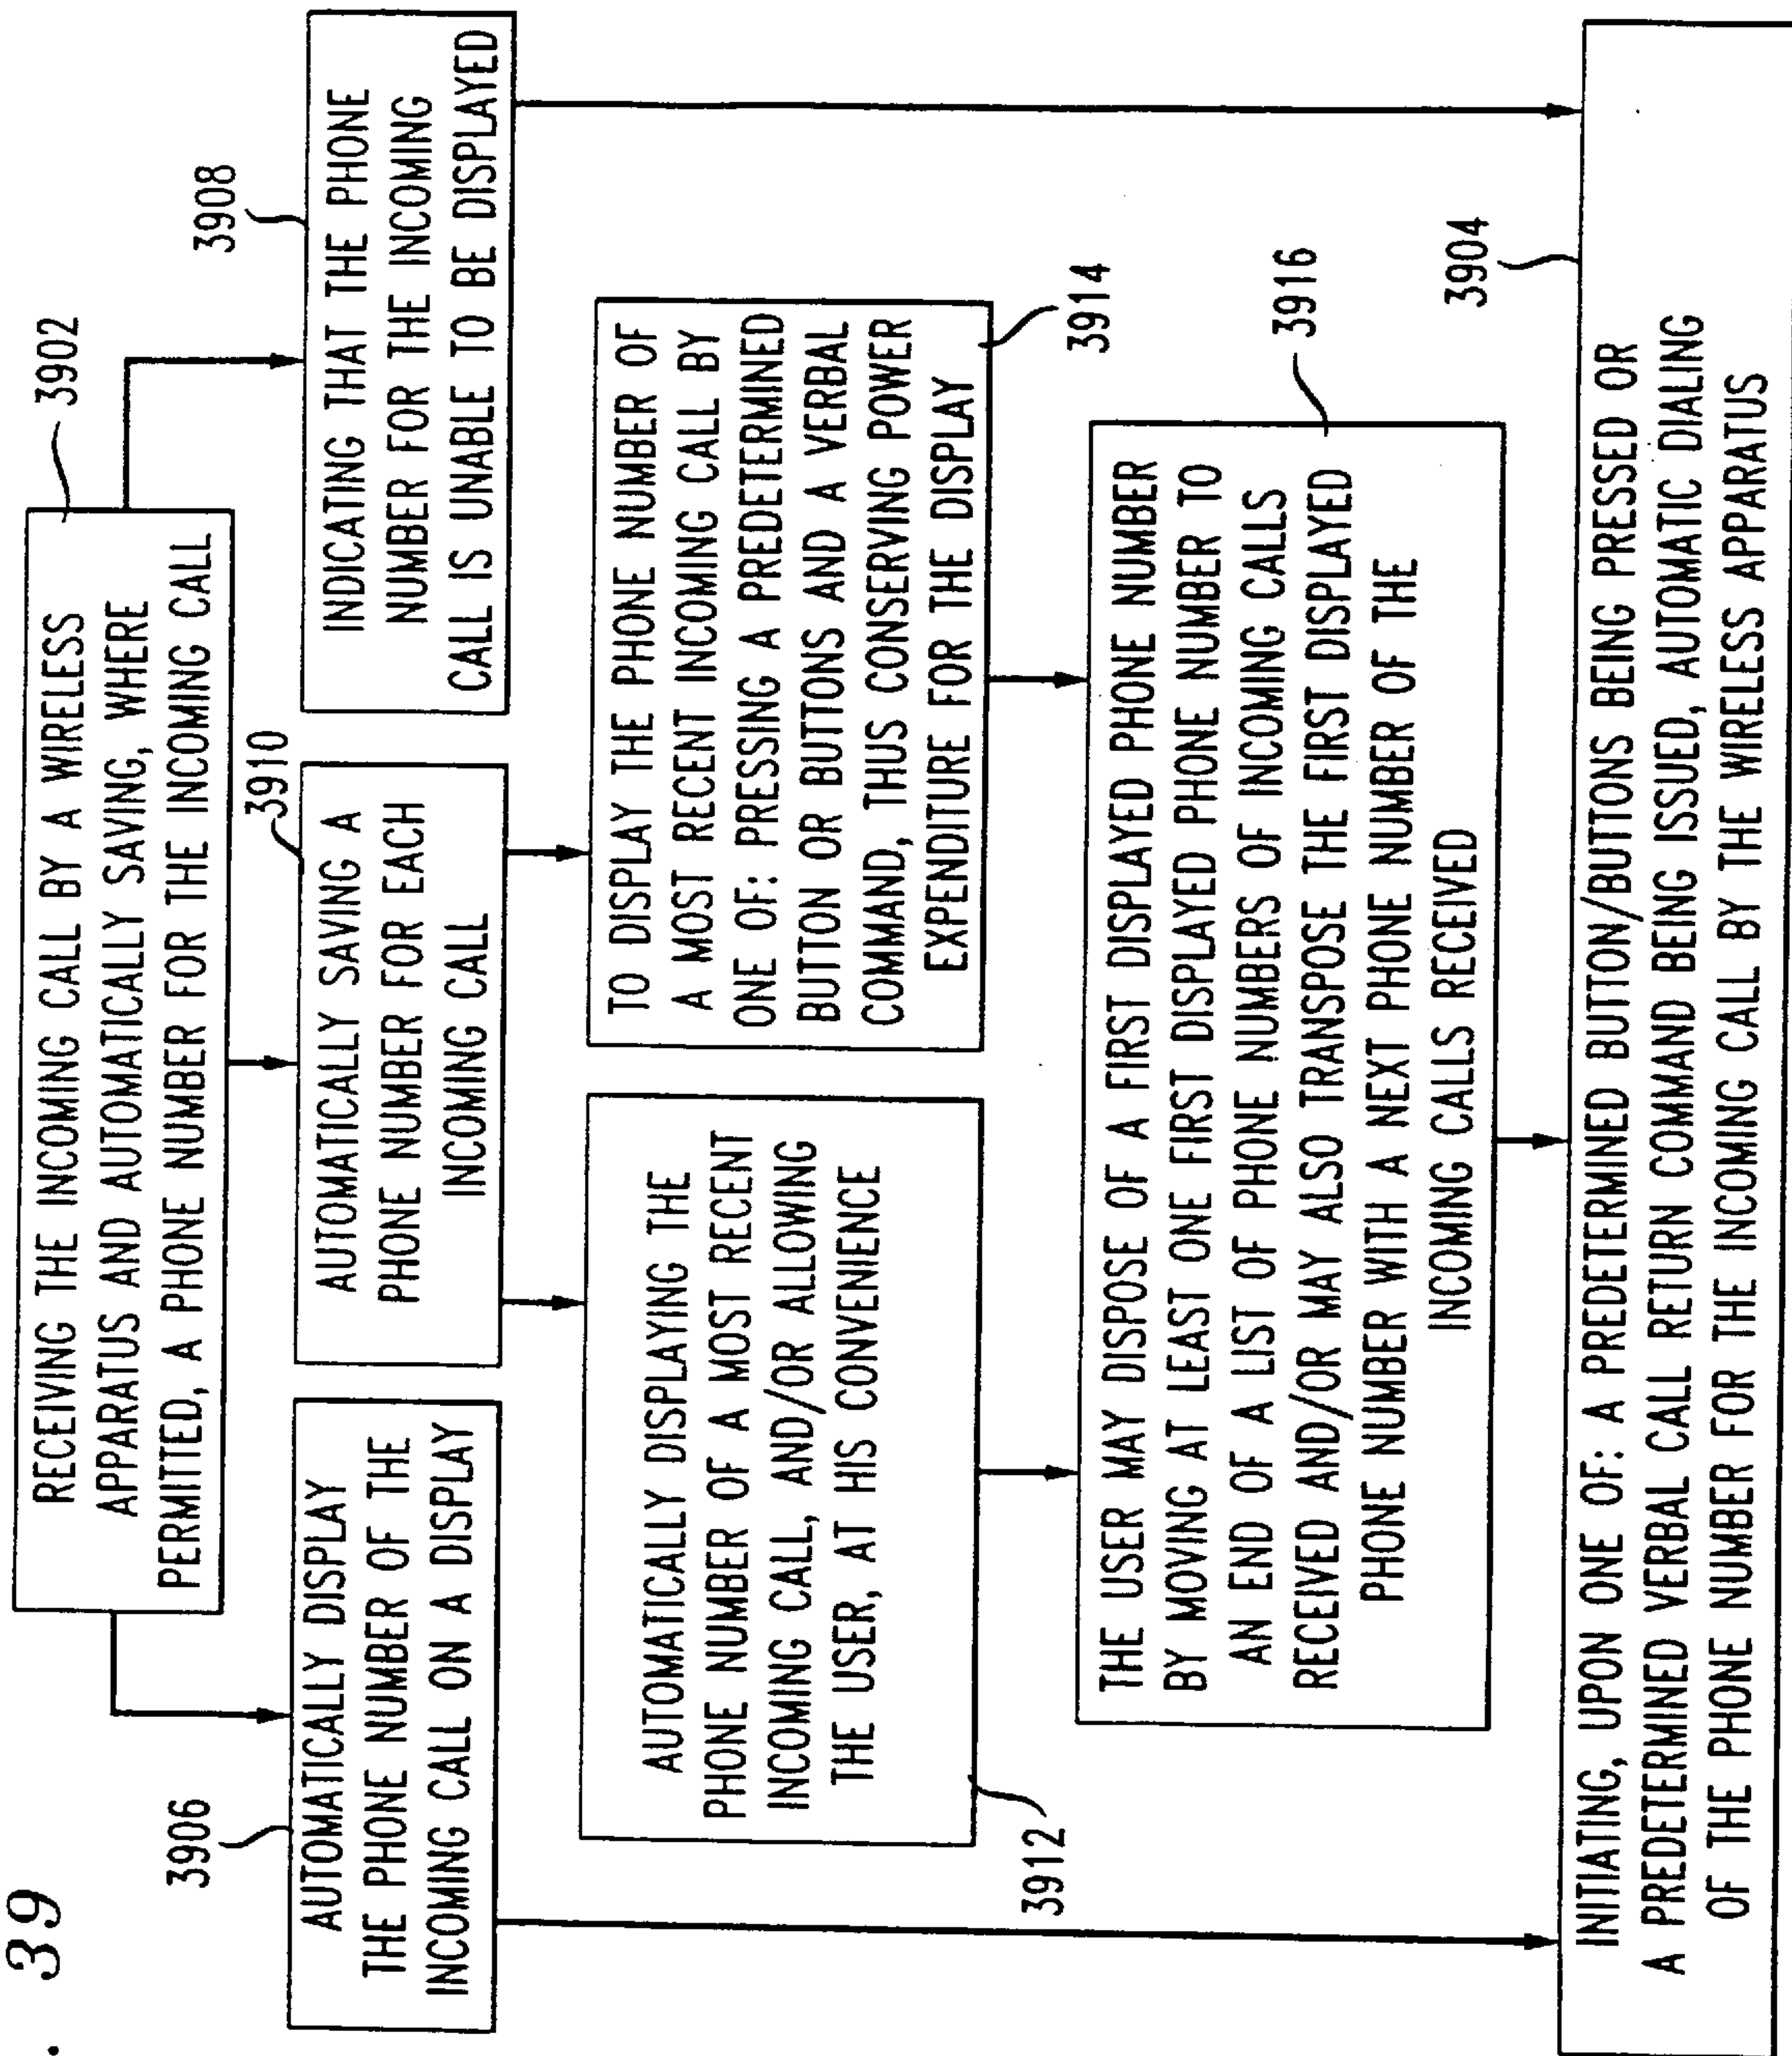 . 39
RECEIVING THE INCOMING CALL BY A WIRELESS
APPARATUS AND AUTOMATICALLY SAVING, WHERE
PERMITTED, A PHONE NUMBER FOR THE INCOMING CALL
3902
3906
AUTOMATICALLY DISPLAY
THE PHONE NUMBER OF THE
INCOMING CALL ON A DISPLAY
3910
AUTOMATICALLY SAVING A
PHONE NUMBER FOR EACH
INCOMING CALL
3908
INDICATING THAT THE PHONE
NUMBER FOR THE INCOMING
CALL IS UNABLE TO BE DISPLAYED
AUTOMATICALLY DISPLAYING THE
PHONE NUMBER OF A MOST RECENT
INCOMING CALL, AND/OR ALLOWING
THE USER, AT HIS CONVENIENCE
3912
TO DISPLAY THE PHONE NUMBER OF
A MOST RECENT INCOMING CALL BY
ONE OF: PRESSING A PREDETERMINED
BUTTON OR BUTTONS AND A VERBAL
COMMAND, THUS CONSERVING POWER
EXPENDITURE FOR THE DISPLAY
3914
THE USER MAY DISPOSE OF A FIRST DISPLAYED PHONE NUMBER
BY MOVING AT LEAST ONE FIRST DISPLAYED PHONE NUMBER TO
AN END OF A LIST OF PHONE NUMBERS OF INCOMING CALLS
RECEIVED AND/OR MAY ALSO TRANSPOSE THE FIRST DISPLAYED
PHONE NUMBER WITH A NEXT PHONE NUMBER OF THE
INCOMING CALLS RECEIVED
3916
3904
INITIATING, UPON ONE OF: A PREDETERMINED BUTTON/BUTTONS BEING PRESSED OR
A PREDETERMINED VERBAL CALL RETURN COMMAND BEING ISSUED, AUTOMATIC DIALING
OF THE PHONE NUMBER FOR THE INCOMING CALL BY THE WIRELESS APPARATUS